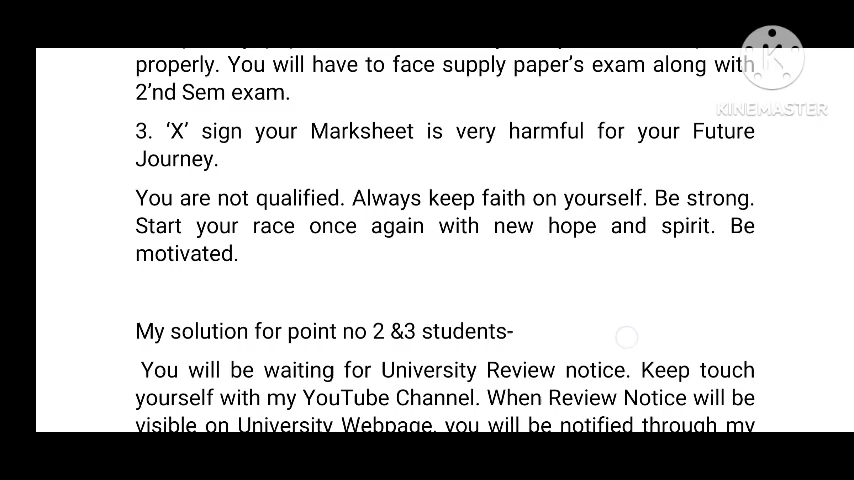 properly. You will have to face supply paper's exam along with
2'nd Sem exam.
3. 'X' sign your Marksheet is very harmful for your Future
Journey.
You are not qualified. Always keep faith on yourself. Be strong.
Start your race once again with new hope and spirit. Be
motivated.
My solution for point no 2 &3 students-
You will be waiting for University Review notice. Keep touch
yourself with my YouTube Channel. When Review Notice will be
visible on University Webpage, you will be notified through my
K
KINEMASTER